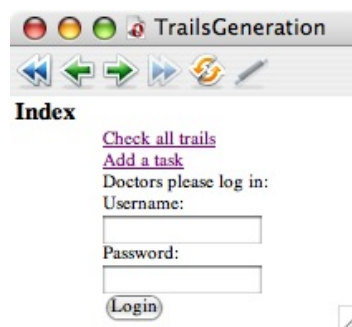 TrailsGeneration
Index
Check all trails
Add a task
Doctors please log in:
Username:
Password:
Login